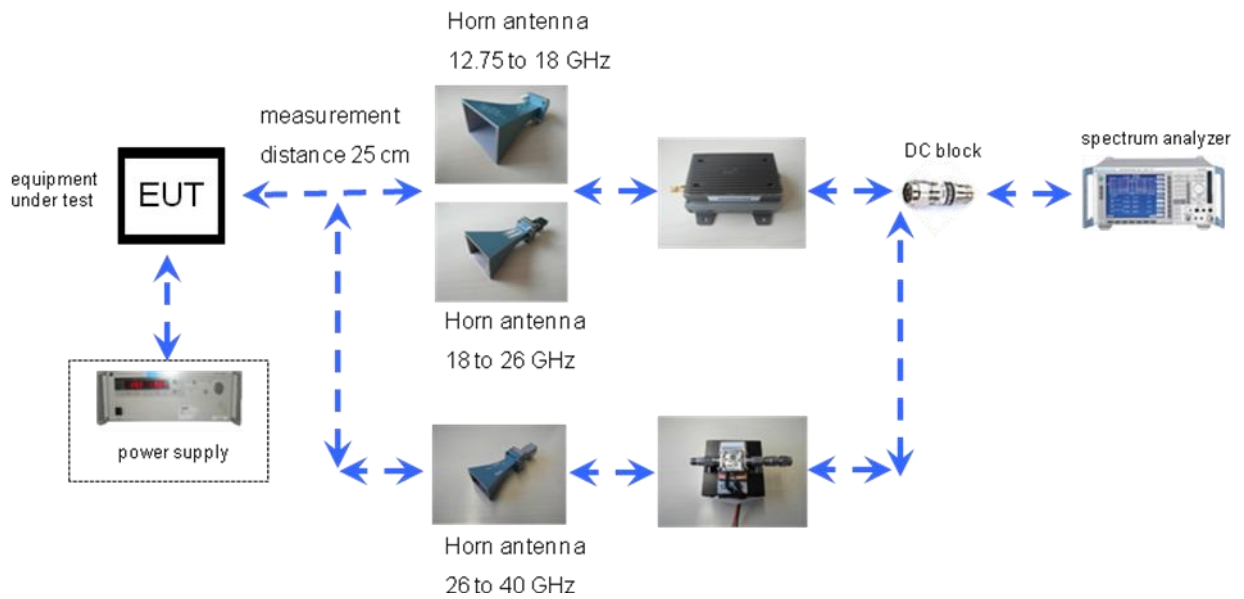 Horn antenna
12.75 to 18 GHz
measurement
distance 25 cm
equipment
under test
EUT
DC block
spectrum analyzer
Horn antenna
18 to 26 GHz
power supply
Horn antenna
26 to 40 GHz